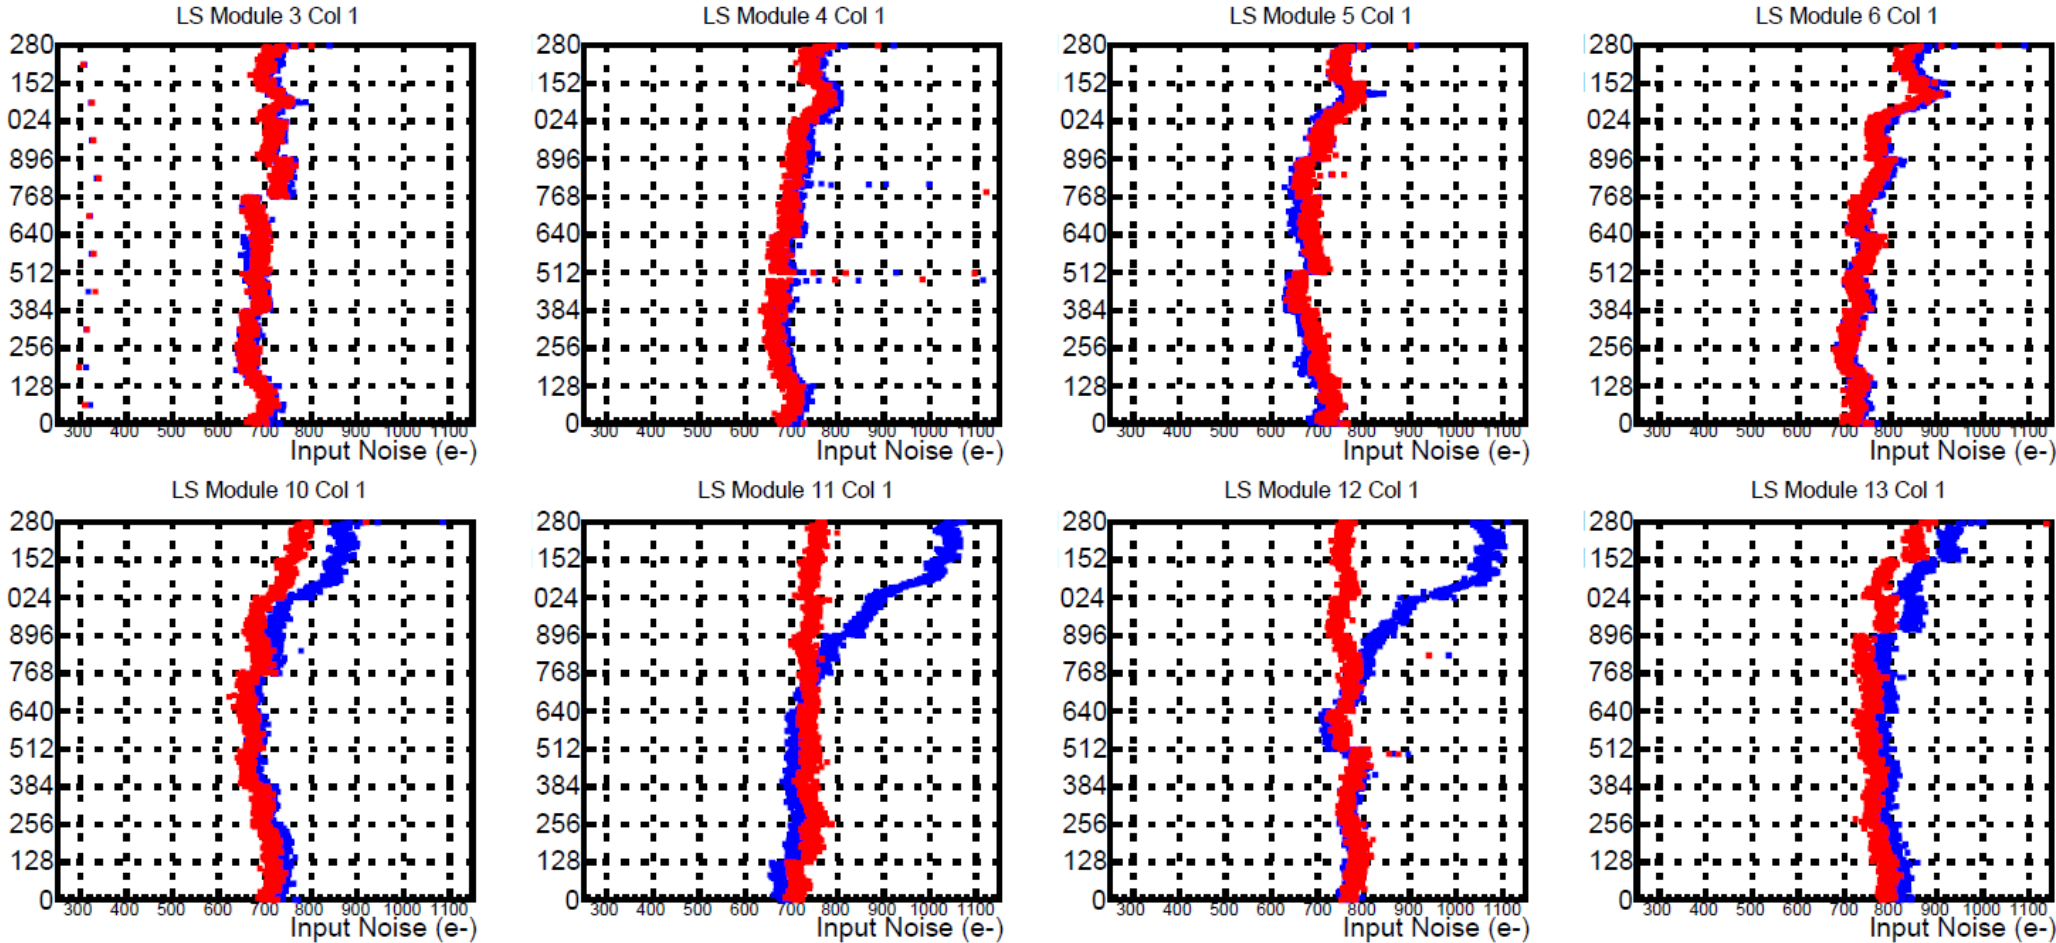 LS Module 3 Col 1 LS Module 4 Col 1 LS Module 5 Col 1 LS Module 6 Col 1
280 280 280 280
152 152 152 152
024 024 024 024
896 896 896 896
768 768 768 768
640 640 640 640
512 512 512 512
384 384 384 384
256 256 256 256
128 128 128 128
0 0 0 0
300 400 500 600 700 800 900 1000 1100 300 400 500 600 700 800 900 1000 1100 300 400 500 600 700 800 900 1000 1100 300 400 500 600 700 800 900 1000 1100
Input Noise (e-) Input Noise (e-) Input Noise (e-) Input Noise (e-)
LS Module 10 Col 1 LS Module 11 Col 1 LS Module 12 Col 1 LS Module 13 Col 1
280 280 280 280
152 152 152 152
024 024 024 024
896 896 896 896
768 768 768 768
640 640 640 640
512 512 512 512
384 384 384 384
256 256 256 256
128 128 128 128
0 0 0 0
300 400 500 600 700 800 900 1000 1100 300 400 500 600 700 800 900 1000 1100 300 400 500 600 700 800 900 1000 1100 300 400 500 600 700 800 900 1000 1100
Input Noise (e-) Input Noise (e-) Input Noise (e-) Input Noise (e-)